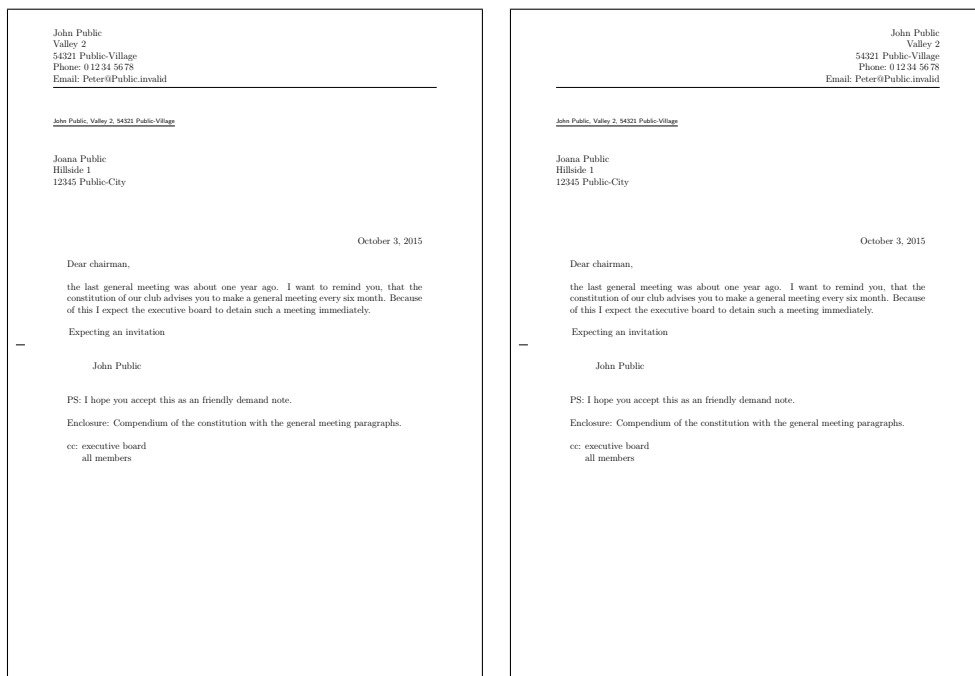 John Public
Valley 2
54321 Public-Village
Phone: 0 12 34 56 78
Email: Peter@Public.invalid
John Public, Valley 2, 54321 Public-Village
Joana Public
Hillside 1
12345 Public-City
October 3, 2015
Dear chairman,
the last general meeting was about one year ago. I want to remind you, that the
constitution of our club advises you to make a general meeting every six month. Because
of this I expect the executive board to detain such a meeting immediately.
Expecting an invitation
John Public
PS: I hope you accept this as an friendly demand note.
Enclosure: Compendium of the constitution with the general meeting paragraphs.
cc: executive board
all members
John Public
Valley 2
54321 Public-Village
Phone: 0 12 34 56 78
Email: Peter@Public.invalid
John Public, Valley 2, 54321 Public-Village
Joana Public
Hillside 1
12345 Public-City
October 3, 2015
Dear chairman,
the last general meeting was about one year ago. I want to remind you, that the
constitution of our club advises you to make a general meeting every six month. Because
of this I expect the executive board to detain such a meeting immediately.
Expecting an invitation
John Public
PS: I hope you accept this as an friendly demand note.
Enclosure: Compendium of the constitution with the general meeting paragraphs.
cc: executive board
all members